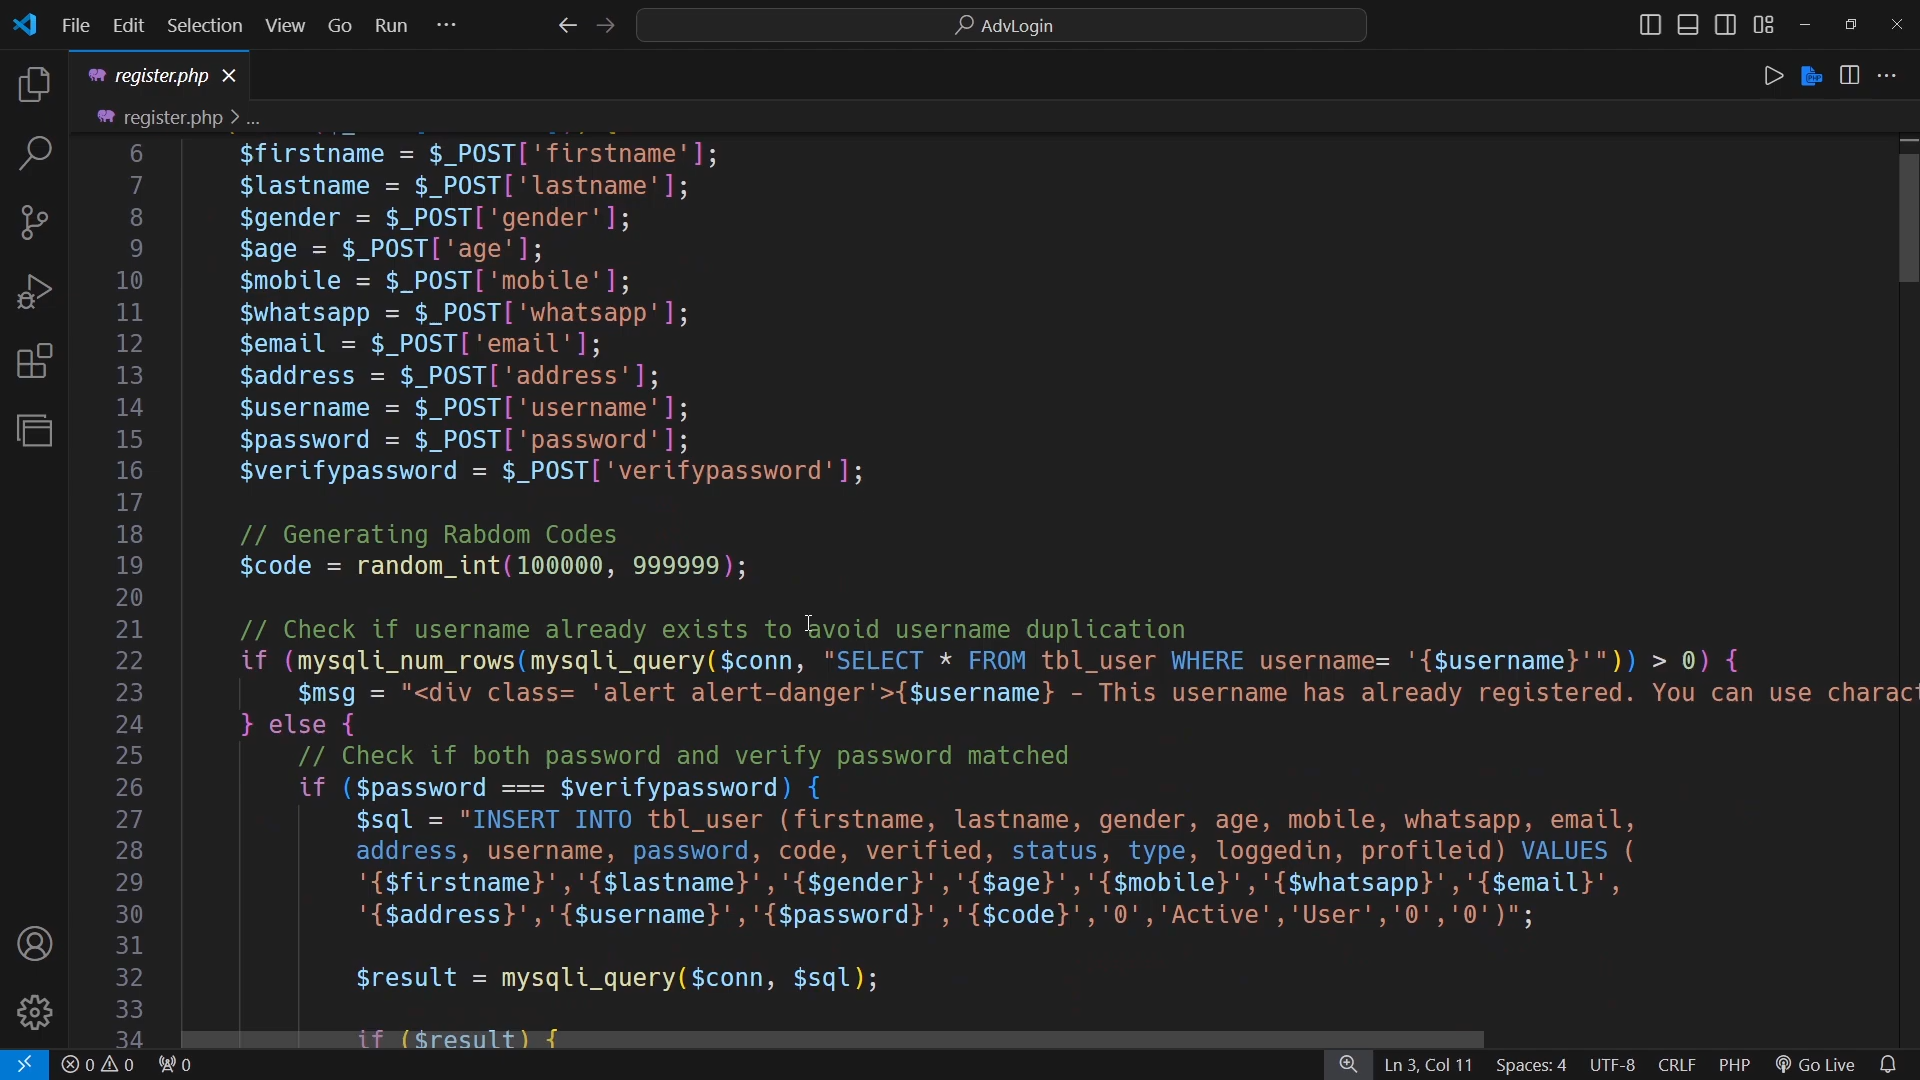 File Edit Selection View Go Run ··· AdvLogin
register.php
register.php > ...
6 $firstname = $_POST['firstname'];
7 $lastname = $_POST['lastname'];
8 $gender = $_POST['gender'];
9 $age = $_POST['age'];
10 $mobile = $_POST['mobile'];
11 $whatsapp = $_POST['whatsapp'];
12 $email = $_POST['email'];
13 $address = $_POST['address'];
14 $username = $_POST['username'];
15 $password = $_POST['password'];
16 $verifypassword = $_POST['verifypassword'];
17
18 // Generating Rabdom Codes
19 $code = random_int(100000, 999999);
20
21 // Check if username already exists to avoid username duplication
22 if (mysqli_num_rows(mysqli_query($conn, "SELECT * FROM tbl_user WHERE username= '{$username}'")) > 0) {
23 $msg = "<div class= 'alert alert-danger'>{$username} - This username has already registered. You can use charact
24 } else {
25 // Check if both password and verify password matched
26 if ($password === $verifypassword) {
27 $sql = "INSERT INTO tbl_user (firstname, lastname, gender, age, mobile, whatsapp, email,
28 address, username, password, code, verified, status, type, loggedin, profileid) VALUES (
29 '{$firstname}','{$lastname}','{$gender}','{$age}','{$mobile}','{$whatsapp}','{$email}',
30 '{$address}','{$username}','{$password}','{$code}','0','Active','User','0','0')";
31
32 $result = mysqli_query($conn, $sql);
33
34 if ($result) {
0 0 0 Ln 3, Col 11 Spaces: 4 UTF-8 CRLF PHP Go Live